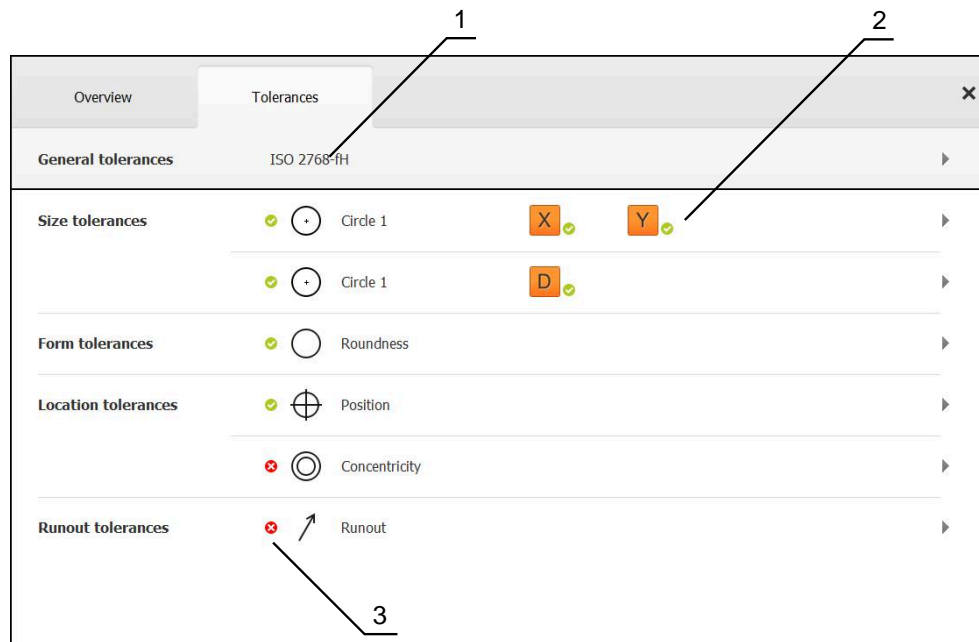 1
2
Overview
Tolerances
General tolerances ISO 2768-fH
Size tolerances Circle 1 X Y
Circle 1 D
Form tolerances Roundness
Location tolerances Position
Concentricity
Runout tolerances Runout
3